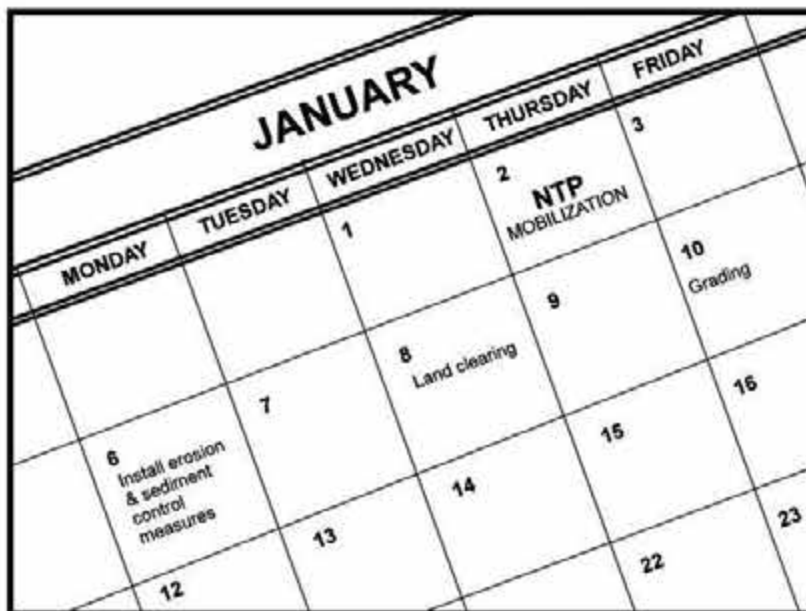 JANUARY
MONDAY TUESDAY WEDNESDAY THURSDAY FRIDAY
1
2
NTP
MOBILIZATION
3
6
Install erosion
& sediment
control
measures
7
8
Land clearing
9
10
Grading
12
13
14
15
16
22
23